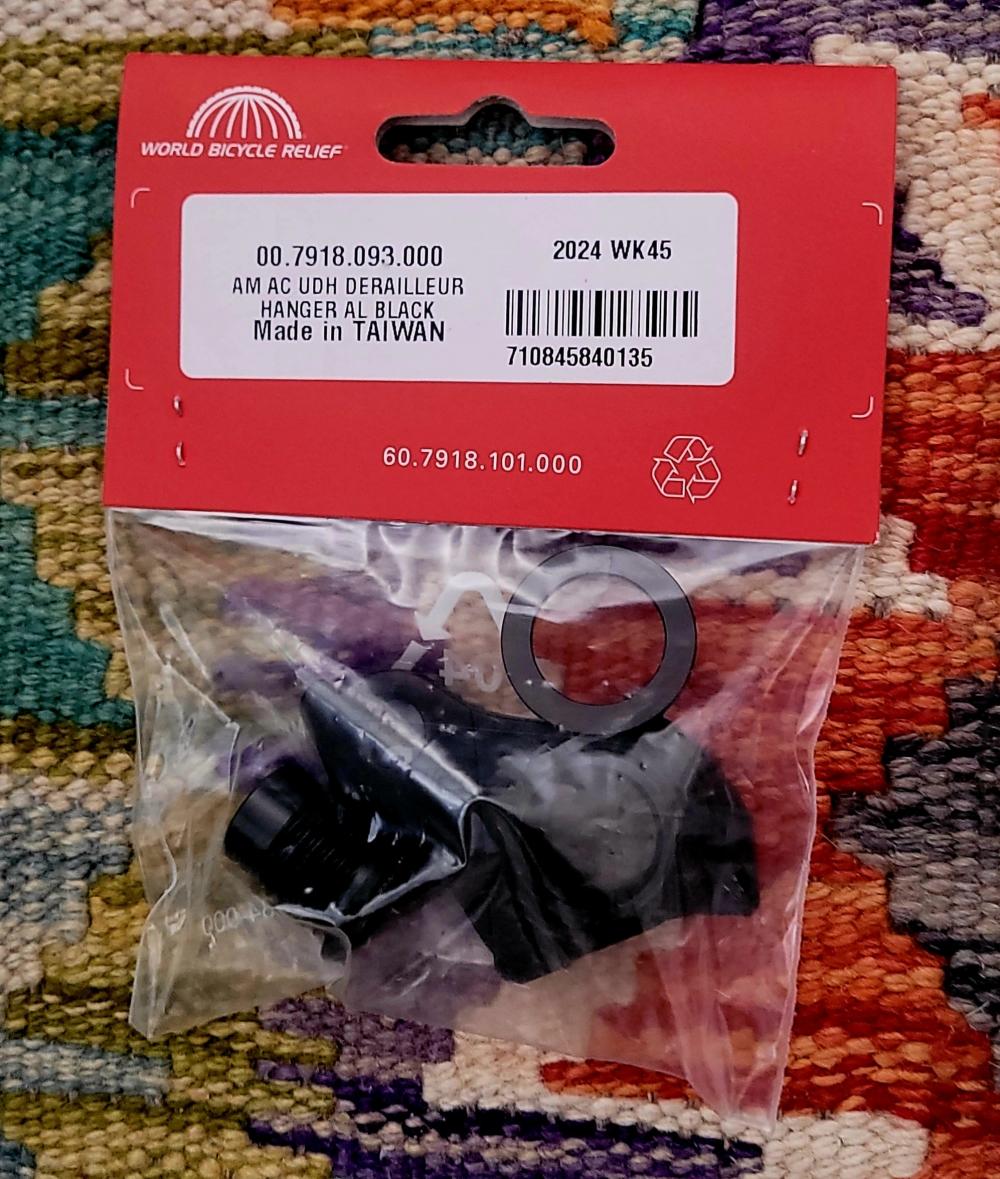 WORLD BICYCLE RELIEF
00.7918.093.000
AM AC UDH DERAILLEUR
HANGER AL BLACK
Made in TAIWAN
2024 WK45
710845840135
60.7918.101.000